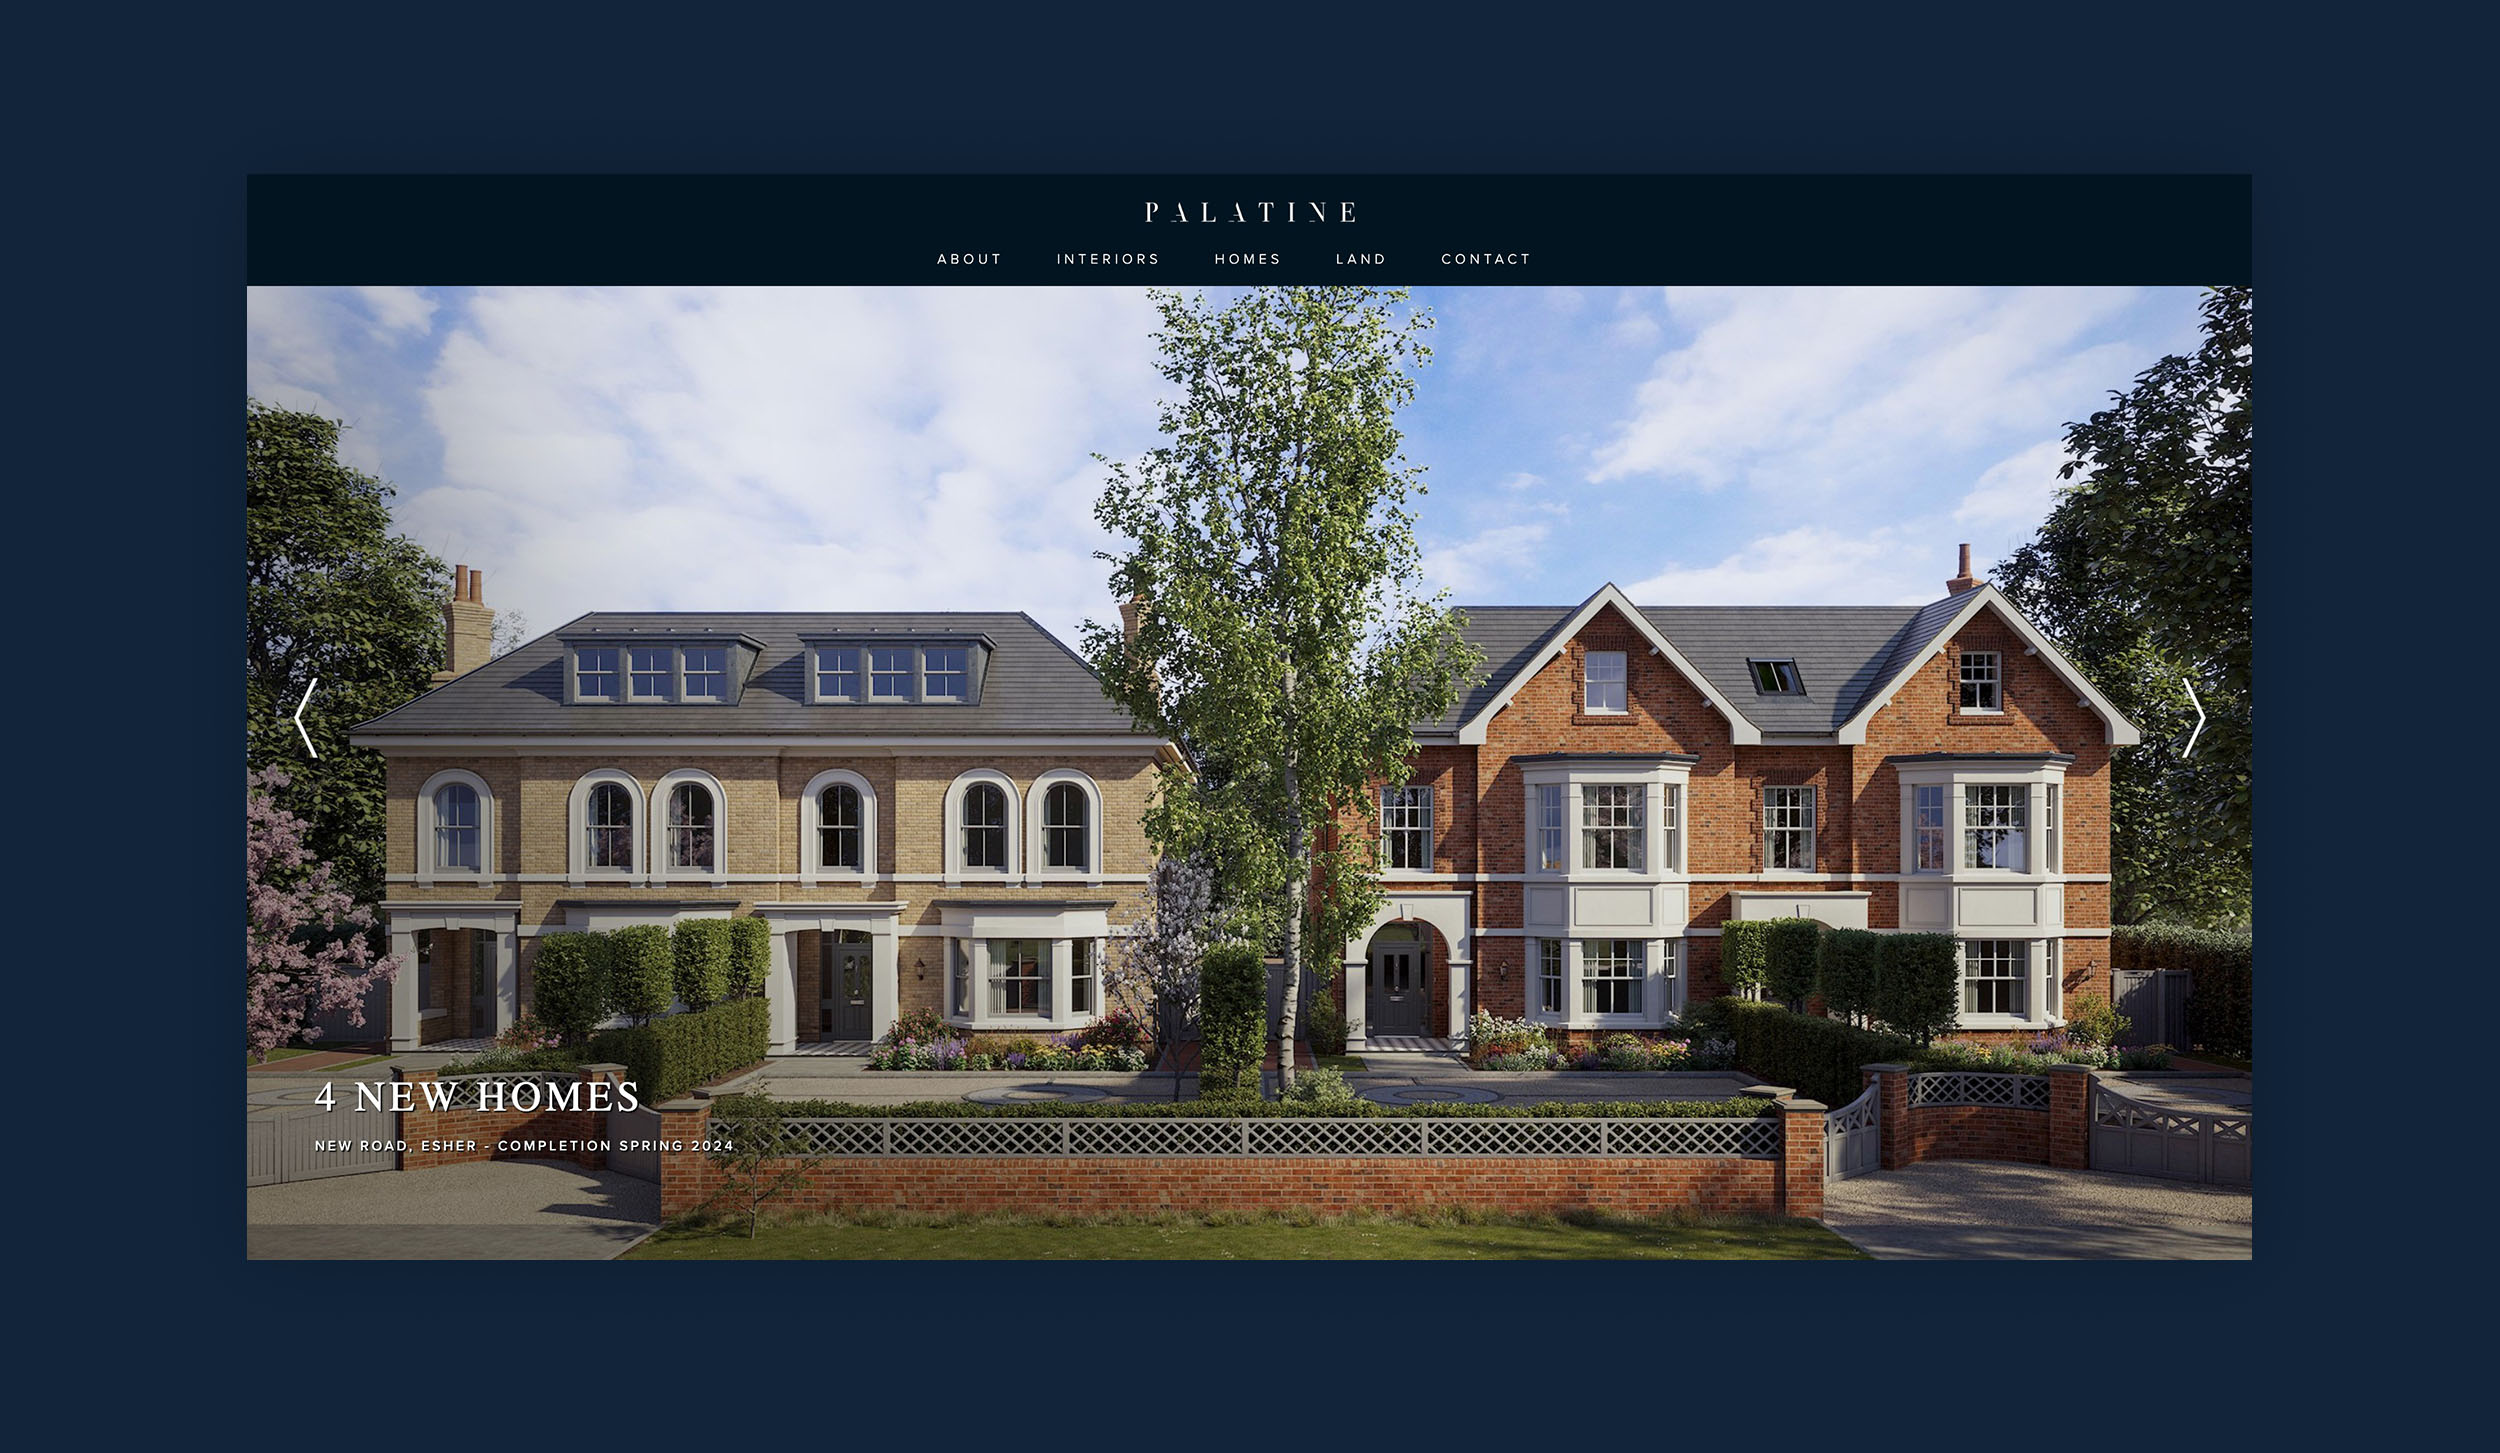 PALATINE
ABOUT INTERIORS HOMES LAND CONTACT
4 NEW HOMES
NEW ROAD, ESHER - COMPLETION SPRING 2024